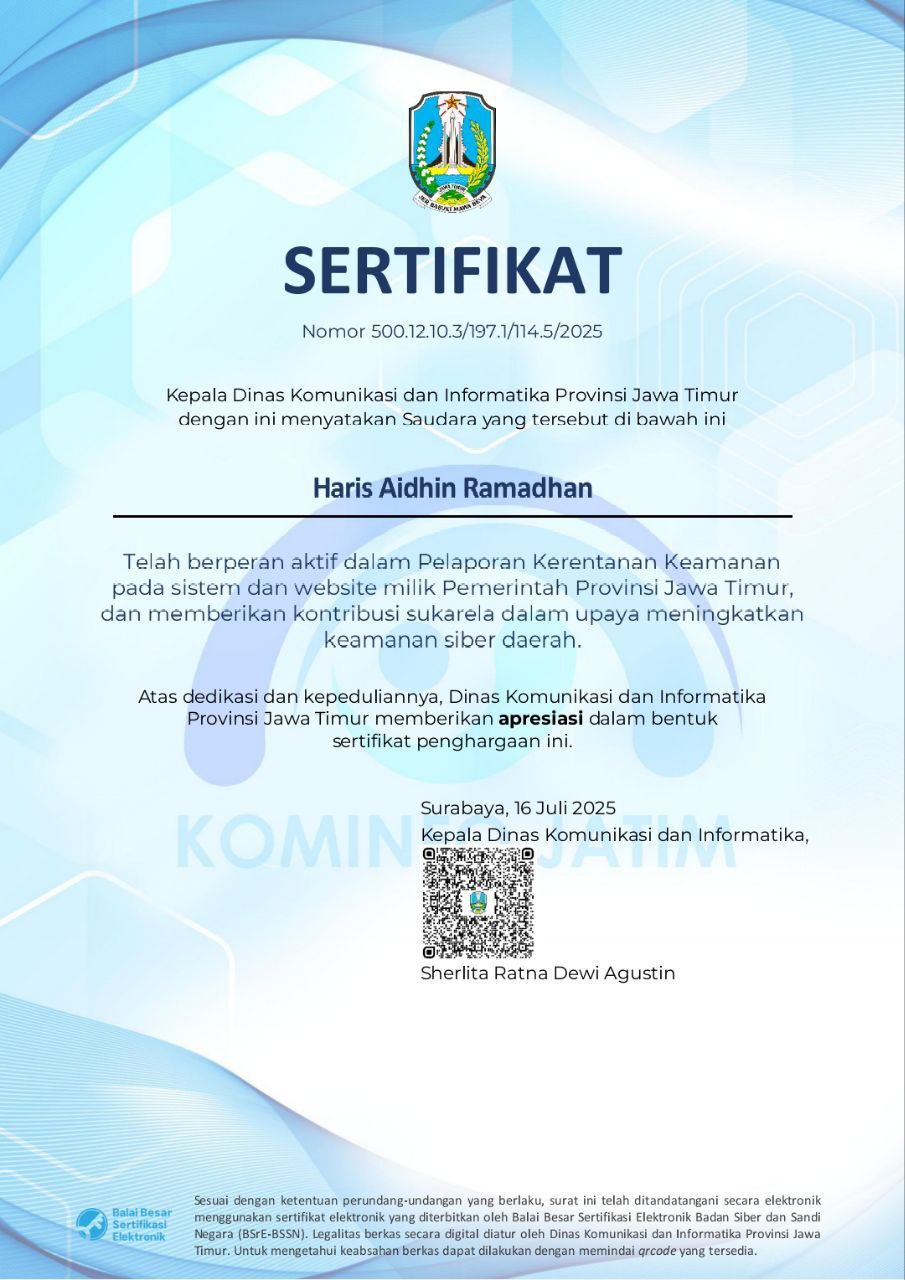 JAWA TIMUR
JER BASUKI MAWA BEYA
SERTIFIKAT
Nomor 500.12.10.3/197.1/114.5/2025
Kepala Dinas Komunikasi dan Informatika Provinsi Jawa Timur
dengan ini menyatakan Saudara yang tersebut di bawah ini
Haris Aidhin Ramadhan
Telah berperan aktif dalam Pelaporan Kerentanan Keamanan
pada sistem dan website milik Pemerintah Provinsi Jawa Timur,
dan memberikan kontribusi sukarela dalam upaya meningkatkan
keamanan siber daerah.
Atas dedikasi dan kepeduliannya, Dinas Komunikasi dan Informatika
Provinsi Jawa Timur memberikan apresiasi dalam bentuk
sertifikat penghargaan ini.
Surabaya, 16 Juli 2025
Kepala Dinas Komunikasi dan Informatika,
KOMINFO JATIM
Sherlita Ratna Dewi Agustin
Balai Besar
Sertifikasi
Elektronik
Sesuai dengan ketentuan perundang-undangan yang berlaku, surat ini telah ditandatangani secara elektronik
menggunakan sertifikat elektronik yang diterbitkan oleh Balai Besar Sertifikasi Elektronik Badan Siber dan Sandi
Negara (BSrE-BSSN). Legalitas berkas secara digital diatur oleh Dinas Komunikasi dan Informatika Provinsi Jawa
Timur. Untuk mengetahui keabsahan berkas dapat dilakukan dengan memindai qrcode yang tersedia.